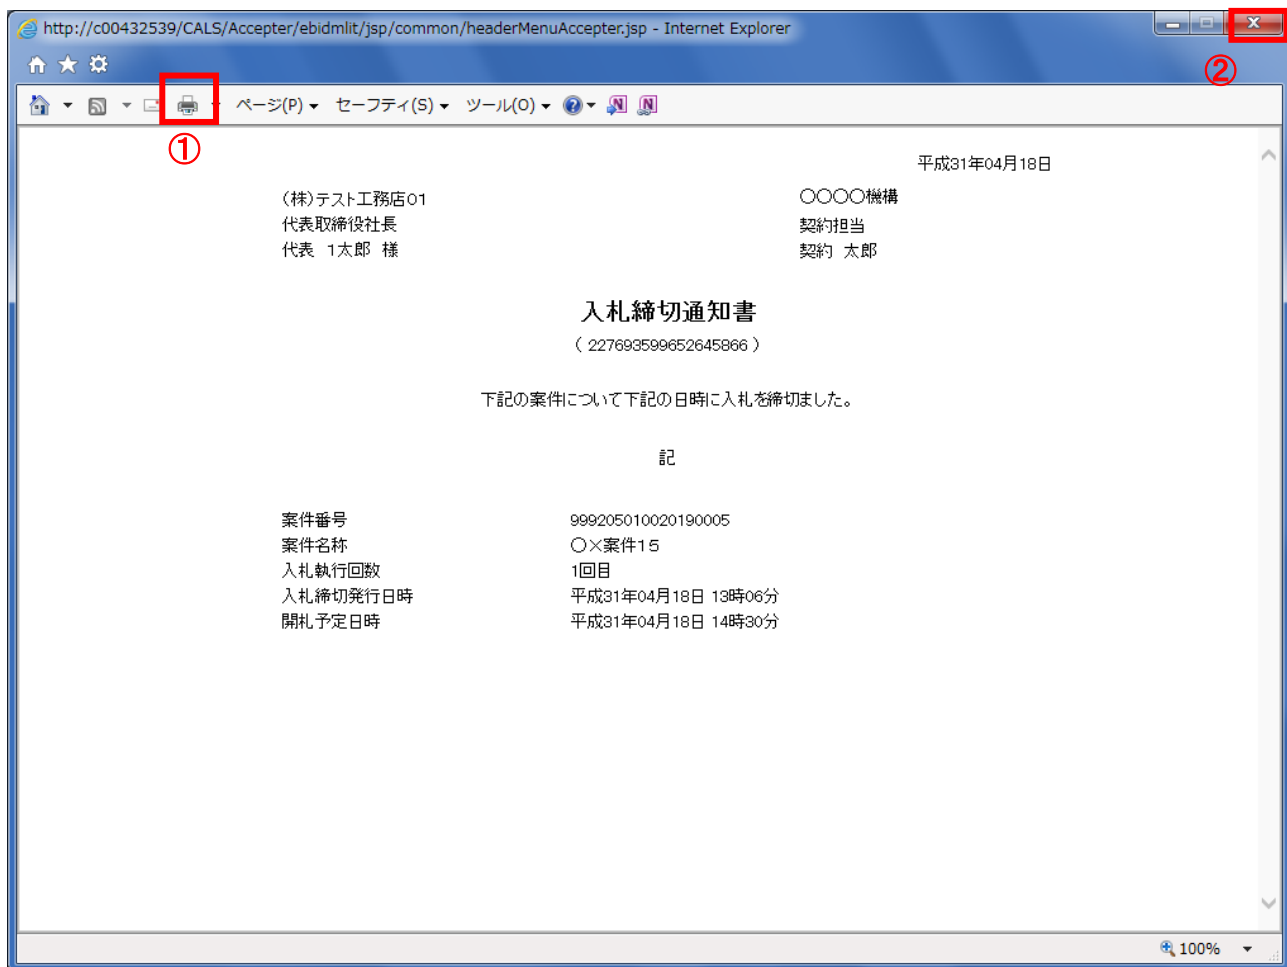 http://c00432539/CALS/Accepter/ebidmlit/jsp/common/headerMenuAccepter.jsp - Internet Explorer
②
ページ(P) セーフティ(S) ツール(O)
①
平成31年04月18日
(株)テスト工務店01 〇〇〇〇機構
代表取締役社長 契約担当
代表 1太郎 様 契約 太郎
入札締切通知書
( 227693599652645866 )
下記の案件について下記の日時に入札を締切ました。
記
案件番号 999205010020190005
案件名称 〇×案件15
入札執行回数 1回目
入札締切発行日時 平成31年04月18日 13時06分
開札予定日時 平成31年04月18日 14時30分
100%